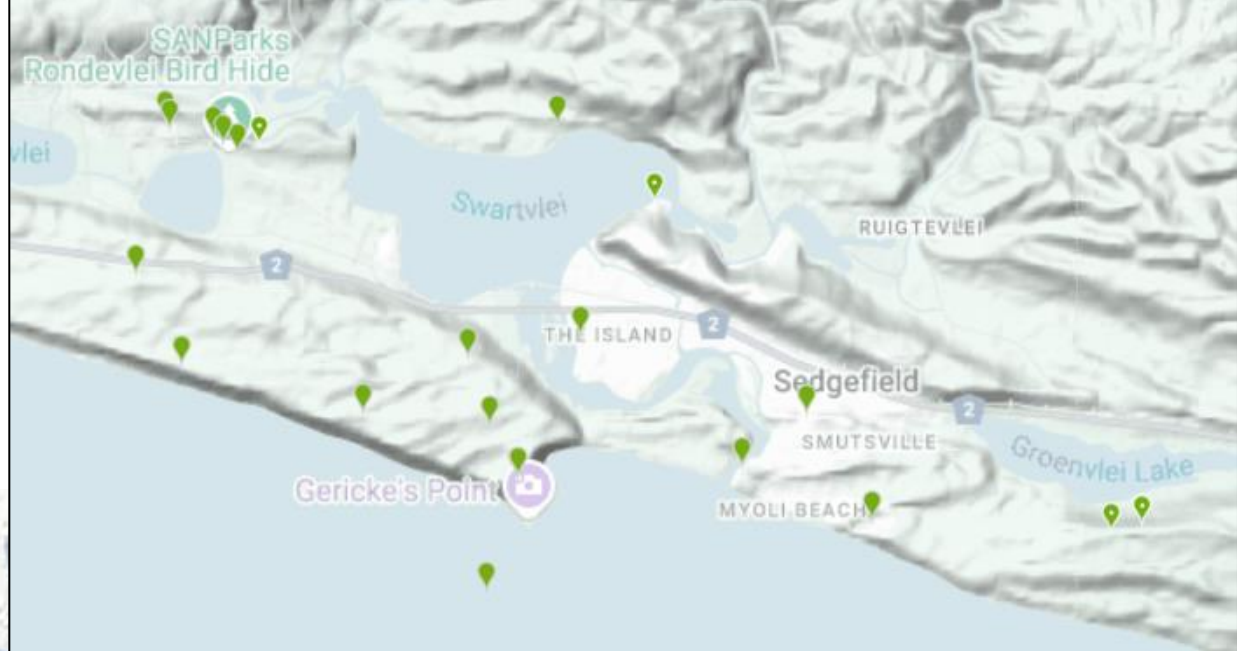 SANParks
Rondevlei Bird Hide
vlei
Swartvlei
RUIGTEVLEI
2
THE ISLAND
2
Sedgefield
2
SMUTSVILLE
Groenvlei Lake
Gericke's Point
MYOLI BEACH